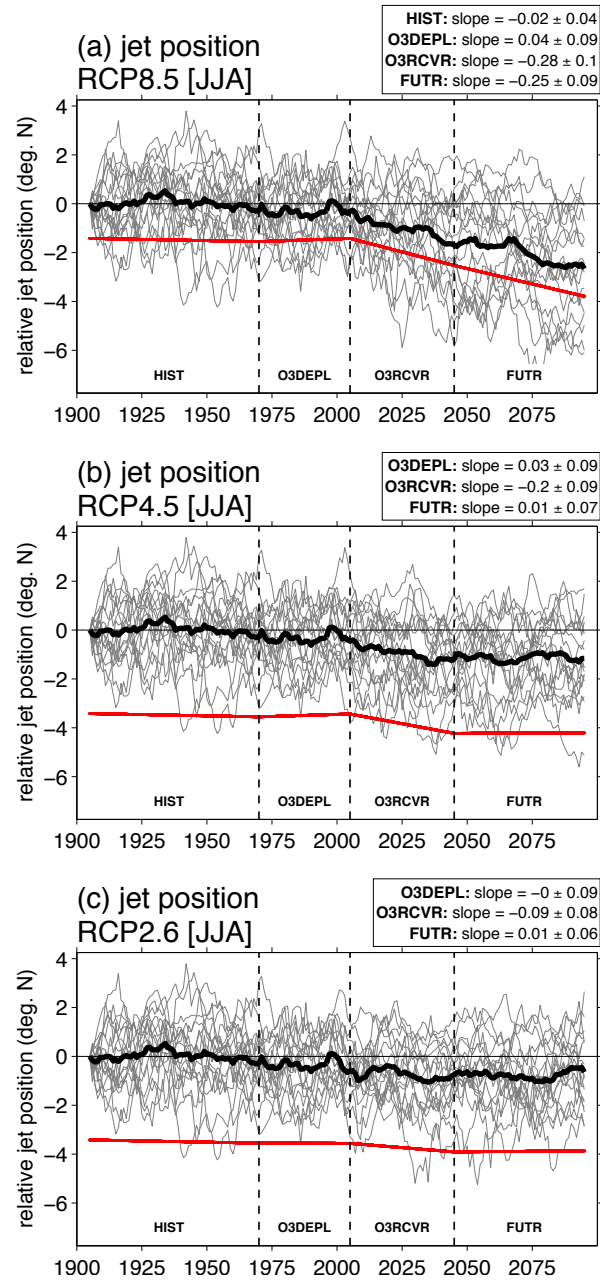 HIST: slope = −0.02 ± 0.04
O3DEPL: slope = 0.04 ± 0.09
O3RCVR: slope = −0.28 ± 0.1
FUTR: slope = −0.25 ± 0.09
(a) jet position
RCP8.5 [JJA]
relative jet position (deg. N)
4
2
0
−2
−4
−6
HIST O3DEPL O3RCVR FUTR
1900 1925 1950 1975 2000 2025 2050 2075
O3DEPL: slope = 0.03 ± 0.09
O3RCVR: slope = −0.2 ± 0.09
FUTR: slope = 0.01 ± 0.07
(b) jet position
RCP4.5 [JJA]
relative jet position (deg. N)
4
2
0
−2
−4
−6
HIST O3DEPL O3RCVR FUTR
1900 1925 1950 1975 2000 2025 2050 2075
O3DEPL: slope = −0 ± 0.09
O3RCVR: slope = −0.09 ± 0.08
FUTR: slope = 0.01 ± 0.06
(c) jet position
RCP2.6 [JJA]
relative jet position (deg. N)
4
2
0
−2
−4
−6
HIST O3DEPL O3RCVR FUTR
1900 1925 1950 1975 2000 2025 2050 2075